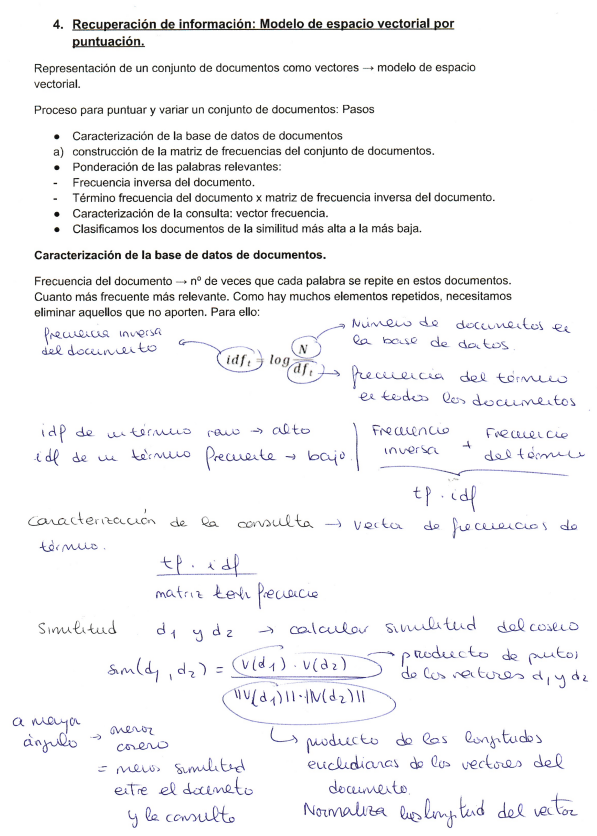 4. Recuperación de información: Modelo de espacio vectorial por
puntuación.
Representación de un conjunto de documentos como vectores → modelo de espacio
vectorial.
Proceso para puntuar y variar un conjunto de documentos: Pasos
● Caracterización de la base de datos de documentos
a) construcción de la matriz de frecuencias del conjunto de documentos.
● Ponderación de las palabras relevantes:
- Frecuencia inversa del documento.
- Término frecuencia del documento x matriz de frecuencia inversa del documento.
● Caracterización de la consulta: vector frecuencia.
● Clasificamos los documentos de la similitud más alta a la más baja.
Caracterización de la base de datos de documentos.
Frecuencia del documento → nº de veces que cada palabra se repite en estos documentos.
Cuanto más frecuente más relevante. Como hay muchos elementos repetidos, necesitamos
eliminar aquellos que no aporten. Para ello:
frecuencia inversa
del documento
idf_t = log N / df_t
→ Número de documentos en
la base de datos.
→ frecuencia del término
en todos los documentos
idf de un término raro → alto
idf de un término frecuente → bajo.
Frecuencia inversa + Frecuencia del término
tf · idf
Caracterización de la consulta → vector de frecuencias de
término.
tf · idf
matriz frecuencia
Similitud d1 y d2 → calcular similitud del coseno
sim(d1, d2) = V(d1) · V(d2) / ||V(d1)|| · ||V(d2)||
→ producto de puntos
de los vectores d1 y d2
a mayor
ángulo → menor
coseno
= menos similitud
entre el documento
y la consulta
→ producto de las longitudes
euclidianas de los vectores del
documento.
Normaliza longitud del vector